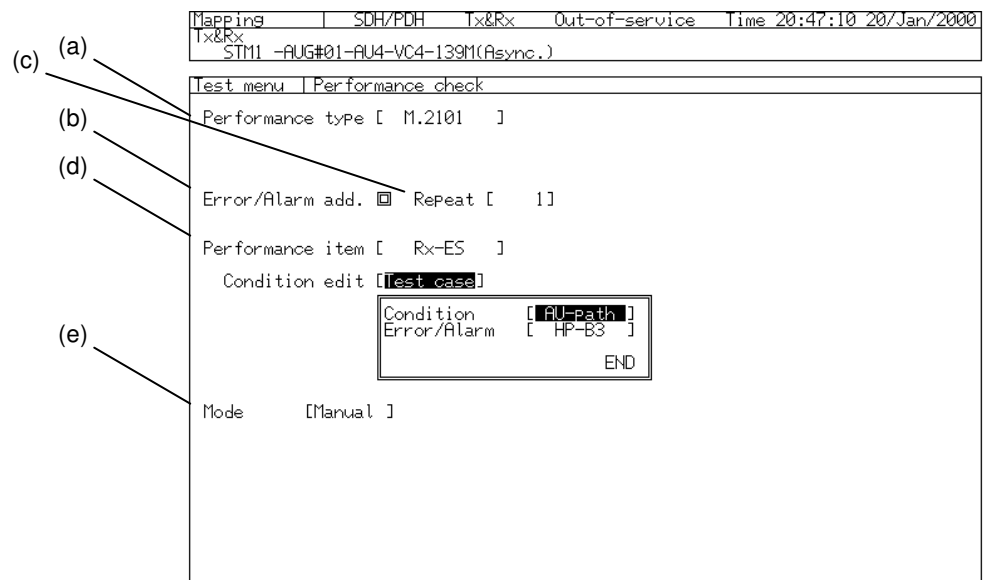 Mapping SDH/PDH Tx&Rx Out-of-service Time 20:47:10 20/Jan/2000
Tx&Rx
STM1 -AUG#01-AU4-VC4-139M(Async.)
(a)
(c)
Test menu Performance check
(b) Performance type [ M.2101 ]
(d)
Error/Alarm add. Repeat [ 1]
Performance item [ Rx-ES ]
Condition edit [Test case]
Condition [ AU-path ]
(e) Error/Alarm [ HP-B3 ]
END
Mode [Manual ]